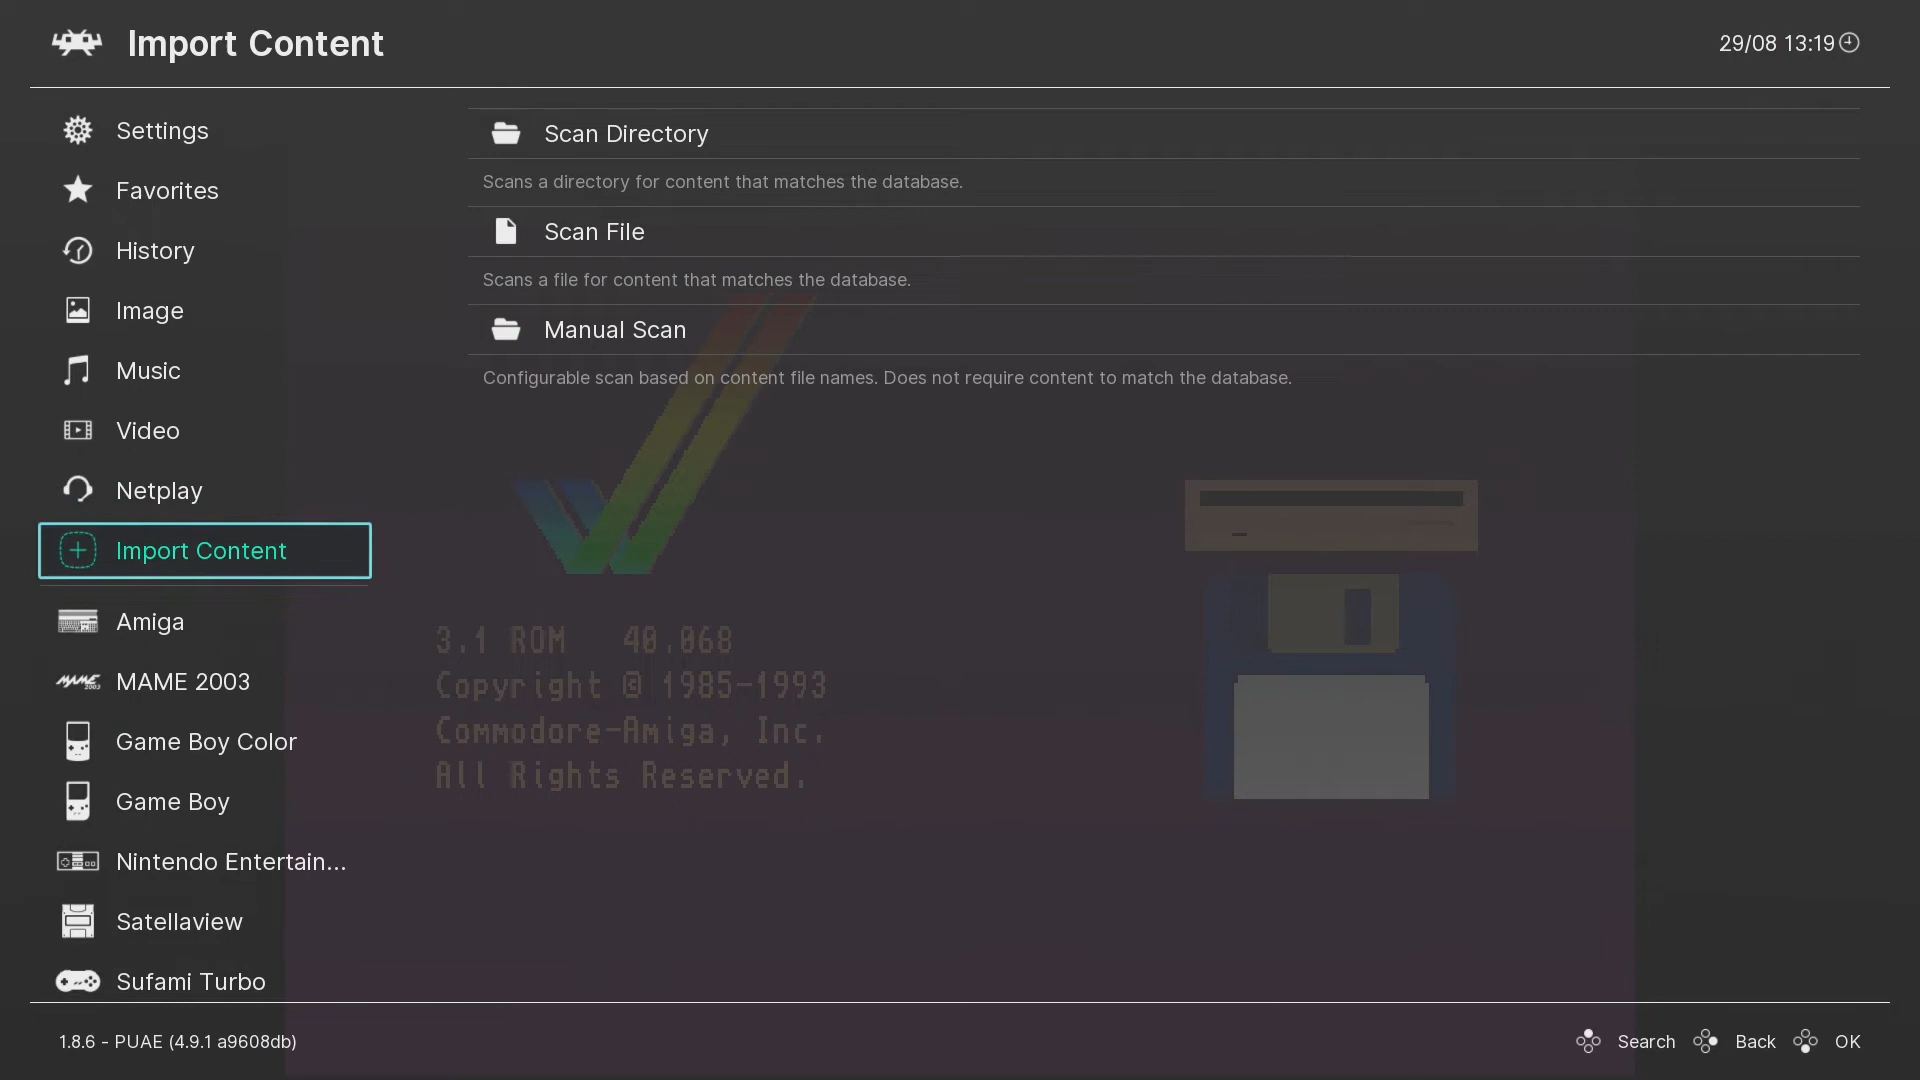 Import Content
29/08 13:19
Settings
Favorites
History
Image
Music
Video
Netplay
Import Content
Amiga
MAME 2003
MAME 2003
Game Boy Color
Game Boy
Nintendo Entertain...
Satellaview
Sufami Turbo
Scan Directory
Scans a directory for content that matches the database.
Scan File
Scans a file for content that matches the database.
Manual Scan
Configurable scan based on content file names. Does not require content to match the database.
3.1 ROM 40.068
Copyright © 1985-1993
Commodore-Amiga, Inc.
All Rights Reserved.
1.8.6 - PUAE (4.9.1 a9608db)
Search Back OK